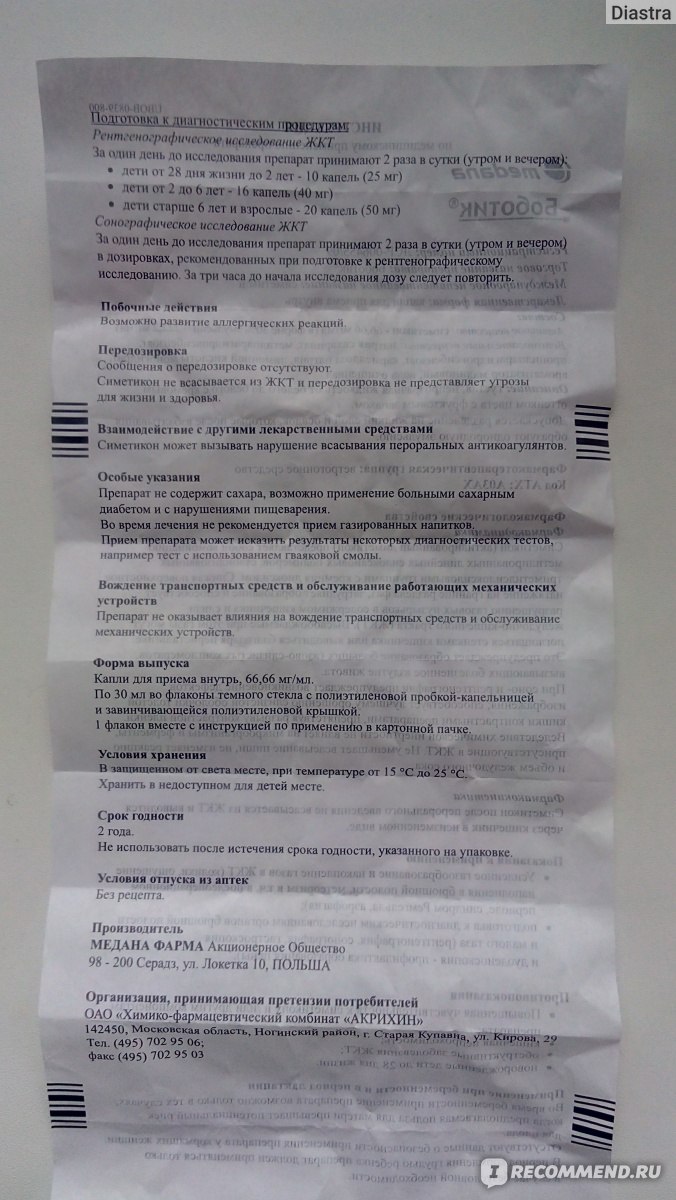 Diastra
Подготовка к диагностическим процедурам:
Рентгенографическое исследование ЖКТ
За один день до исследования препарат принимают 2 раза в сутки (утром и вечером):
• дети от 28 дня жизни до 2 лет - 10 капель (25 мг)
• дети от 2 до 6 лет - 16 капель (40 мг)
• дети старше 6 лет и взрослые - 20 капель (50 мг)
Сонографическое исследование ЖКТ
За один день до исследования препарат принимают 2 раза в сутки (утром и вечером)
в дозировках, рекомендованных при подготовке к рентгенографическому
исследованию. За три часа до начала исследования дозу следует повторить.
Побочные действия
Возможно развитие аллергических реакций.
Передозировка
Сообщения о передозировке отсутствуют.
Симетикон не всасывается из ЖКТ и передозировка не представляет угрозы
для жизни и здоровья.
Взаимодействие с другими лекарственными средствами
Симетикон может вызывать нарушение всасывания пероральных антикоагулянтов.
Особые указания
Препарат не содержит сахара, возможно применение больными сахарным
диабетом и с нарушениями пищеварения.
Во время лечения не рекомендуется прием газированных напитков.
Прием препарата может исказить результаты некоторых диагностических тестов,
например тест с использованием гваяковой смолы.
Вождение транспортных средств и обслуживание работающих механических
устройств
Препарат не оказывает влияния на вождение транспортных средств и обслуживание
механических устройств.
Форма выпуска
Капли для приема внутрь, 66,66 мг/мл.
По 30 мл во флаконы темного стекла с полиэтиленовой пробкой-капельницей
и завинчивающейся полиэтиленовой крышкой.
1 флакон вместе с инструкцией по применению в картонной пачке.
Условия хранения
В защищенном от света месте, при температуре от 15 °С до 25 °С.
Хранить в недоступном для детей месте.
Срок годности
2 года.
Не использовать после истечения срока годности, указанного на упаковке.
Условия отпуска из аптек
Без рецепта.
Производитель
МЕДАНА ФАРМА Акционерное Общество
98 - 200 Серадз, ул. Локетка 10, ПОЛЬША
Организация, принимающая претензии потребителей
ОАО «Химико-фармацевтический комбинат «АКРИХИН»
142450, Московская область, Ногинский район, г. Старая Купавна, ул. Кирова, 29
Тел. (495) 702 95 06;
факс (495) 702 95 03
IRECOMMEND.RU